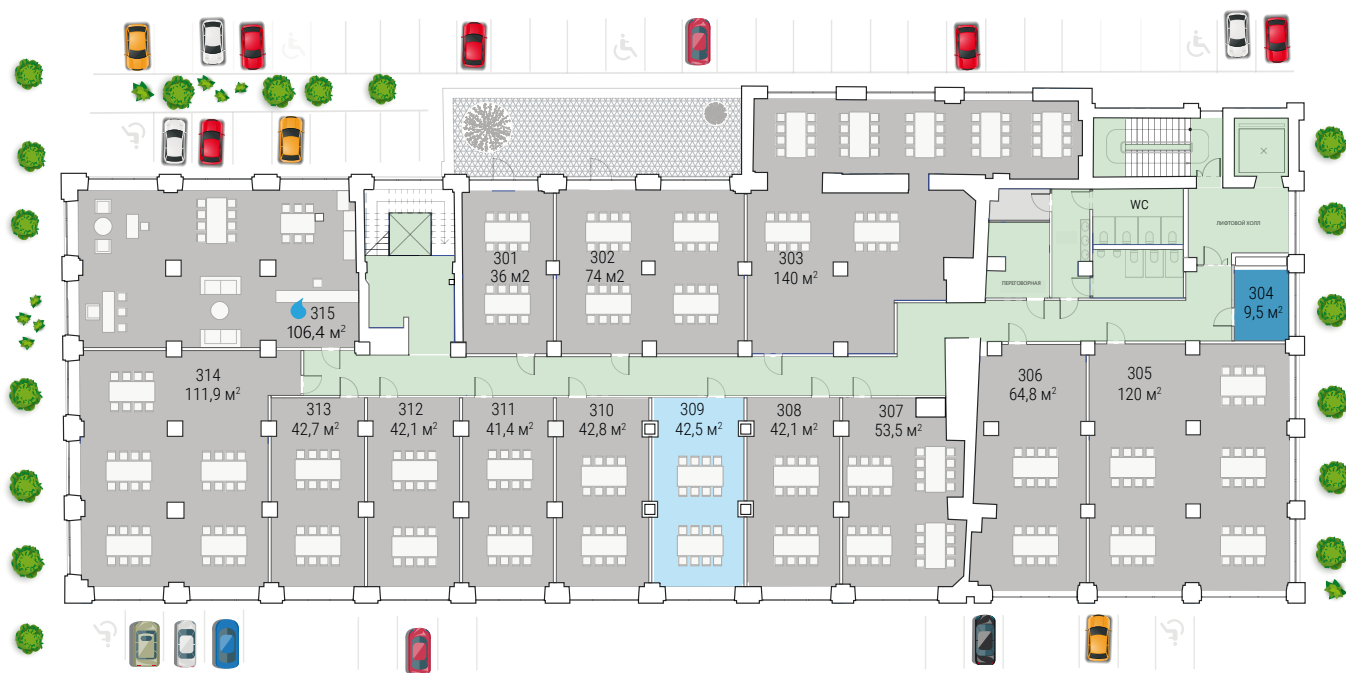 WC
ЛИФТОВОЙ ХОЛЛ
301
36 м2
302
74 м2
303
140 м²
ПЕРЕГОВОРНАЯ
304
9,5 м²
315
106,4 м²
314
111,9 м²
313
42,7 м²
312
42,1 м²
311
41,4 м²
310
42,8 м²
309
42,5 м²
308
42,1 м²
307
53,5 м²
306
64,8 м²
305
120 м²